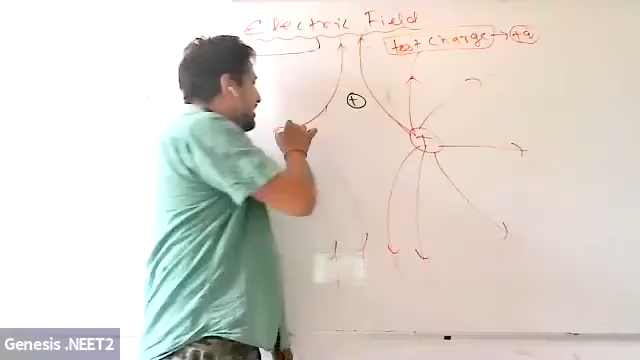 Electric Field
test charge → +q
+
+
Genesis .NEET2